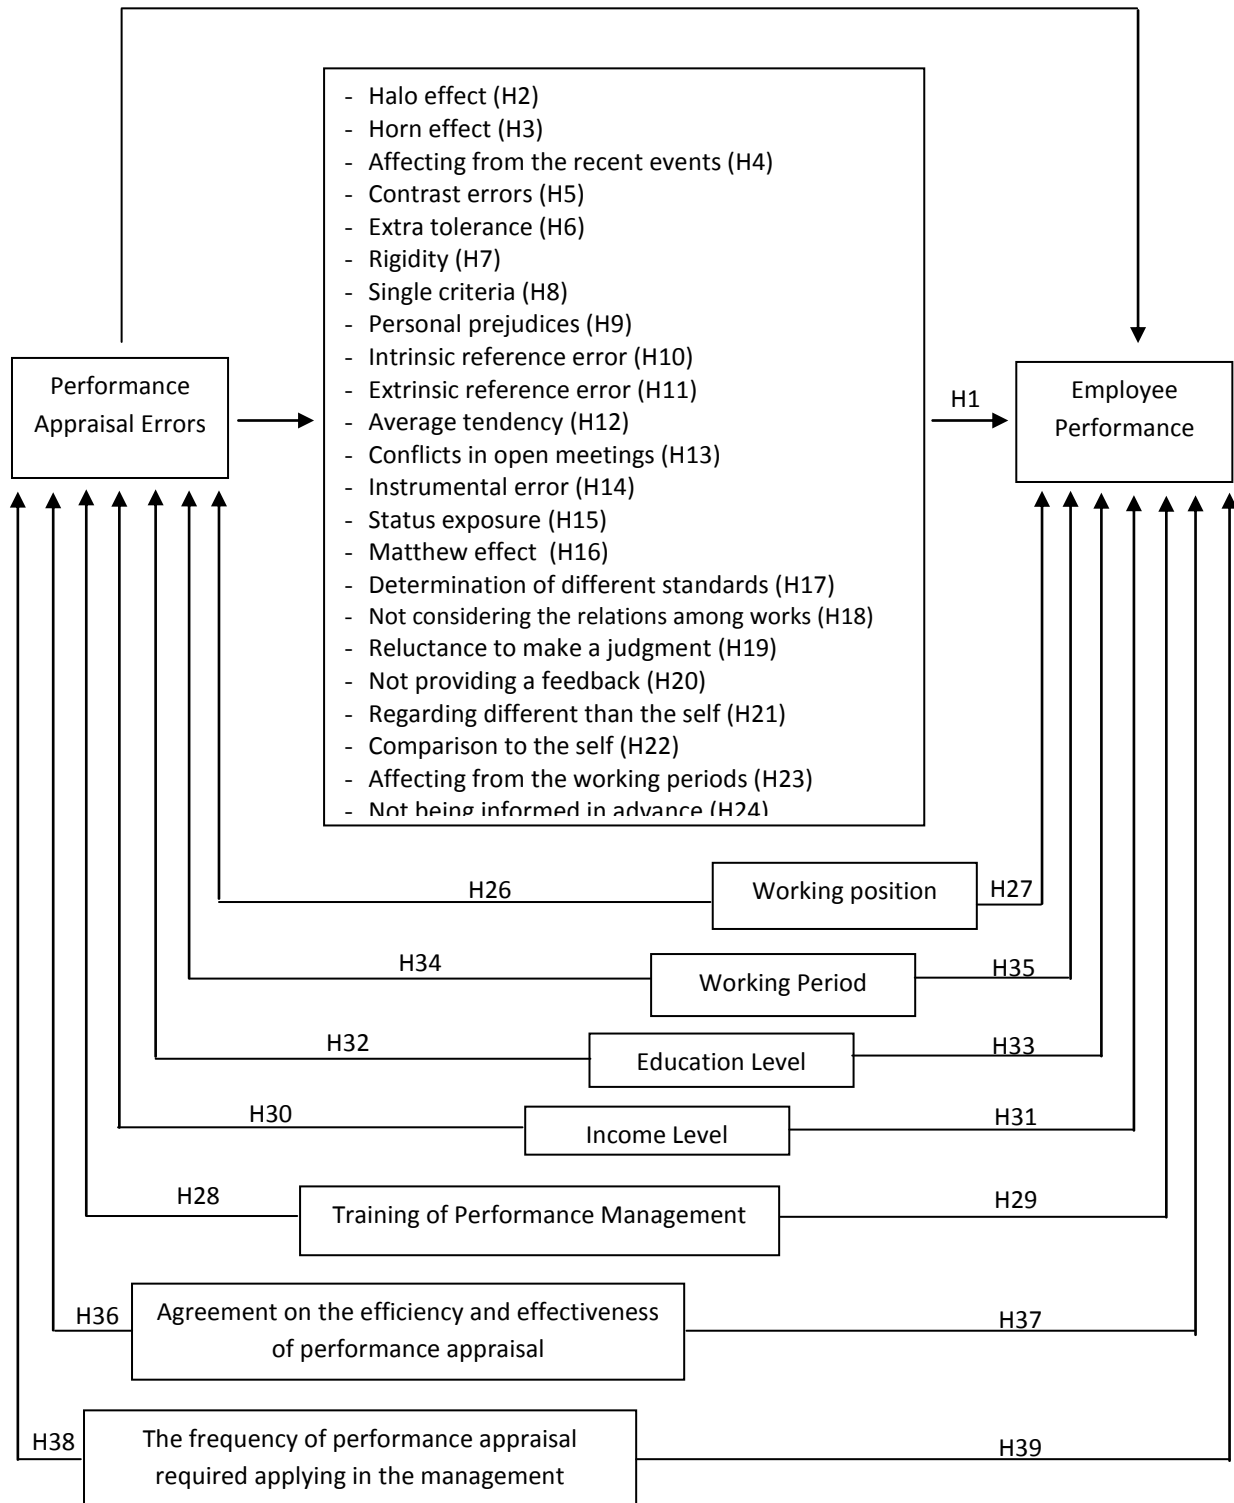 - Halo effect (H2)
- Horn effect (H3)
- Affecting from the recent events (H4)
- Contrast errors (H5)
- Extra tolerance (H6)
- Rigidity (H7)
- Single criteria (H8)
- Personal prejudices (H9)
- Intrinsic reference error (H10)
- Extrinsic reference error (H11)
- Average tendency (H12)
- Conflicts in open meetings (H13)
- Instrumental error (H14)
- Status exposure (H15)
- Matthew effect (H16)
- Determination of different standards (H17)
- Not considering the relations among works (H18)
- Reluctance to make a judgment (H19)
- Not providing a feedback (H20)
- Regarding different than the self (H21)
- Comparison to the self (H22)
- Affecting from the working periods (H23)
- Not being informed in advance (H24)
Performance
Appraisal Errors
H1
Employee
Performance
H26
Working position
H27
H34
Working Period
H35
H32
Education Level
H33
H30
Income Level
H31
H28
Training of Performance Management
H29
H36
Agreement on the efficiency and effectiveness
of performance appraisal
H37
H38
The frequency of performance appraisal
required applying in the management
H39